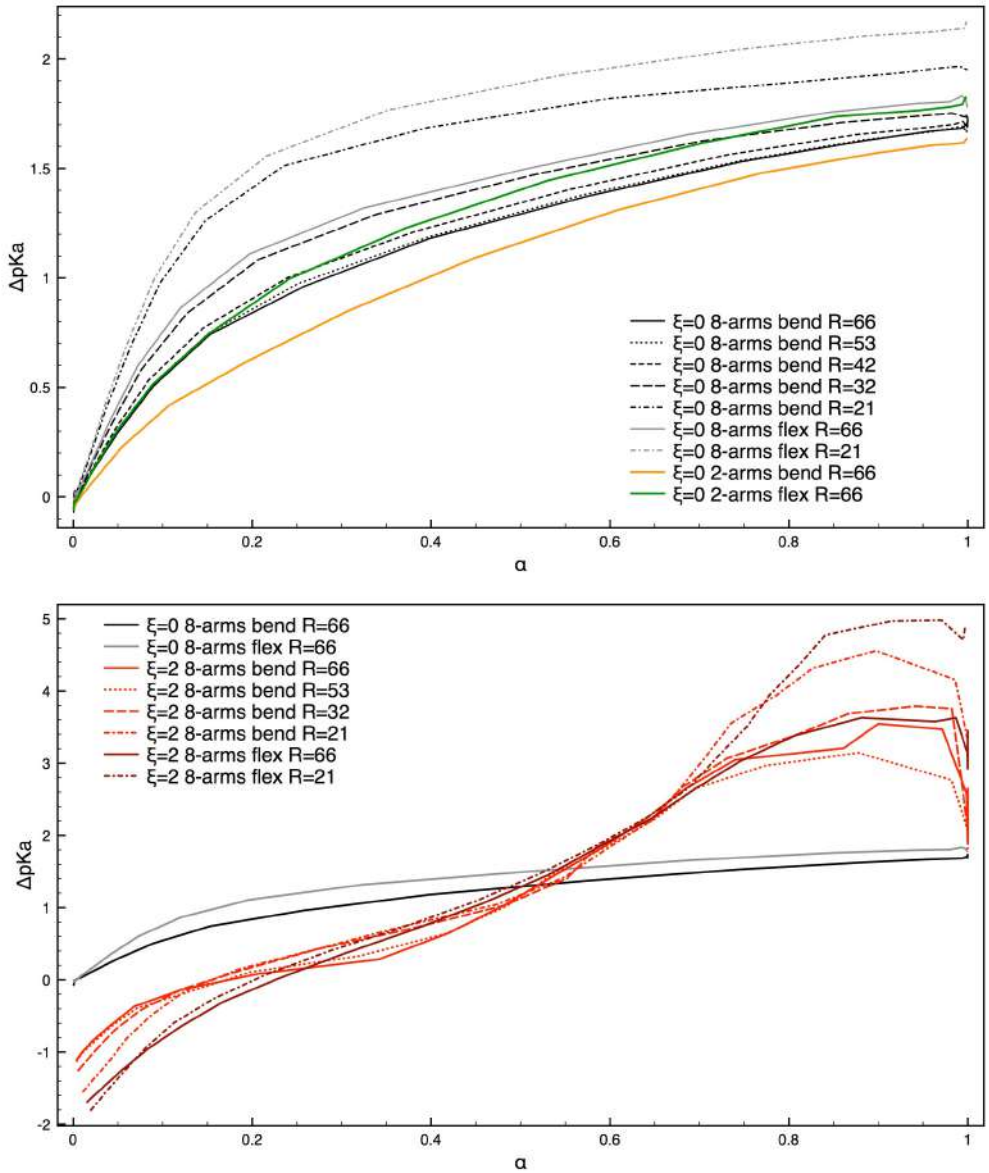 2
1.5
1
0.5
0
ΔpKa
ξ=0 8-arms bend R=66
ξ=0 8-arms bend R=53
ξ=0 8-arms bend R=42
ξ=0 8-arms bend R=32
ξ=0 8-arms bend R=21
ξ=0 8-arms flex R=66
ξ=0 8-arms flex R=21
ξ=0 2-arms bend R=66
ξ=0 2-arms flex R=66
0 0.2 0.4 0.6 0.8 1
α
5
4
3
2
1
0
-1
-2
ΔpKa
ξ=0 8-arms bend R=66
ξ=0 8-arms flex R=66
ξ=2 8-arms bend R=66
ξ=2 8-arms bend R=53
ξ=2 8-arms bend R=32
ξ=2 8-arms bend R=21
ξ=2 8-arms flex R=66
ξ=2 8-arms flex R=21
0 0.2 0.4 0.6 0.8 1
α